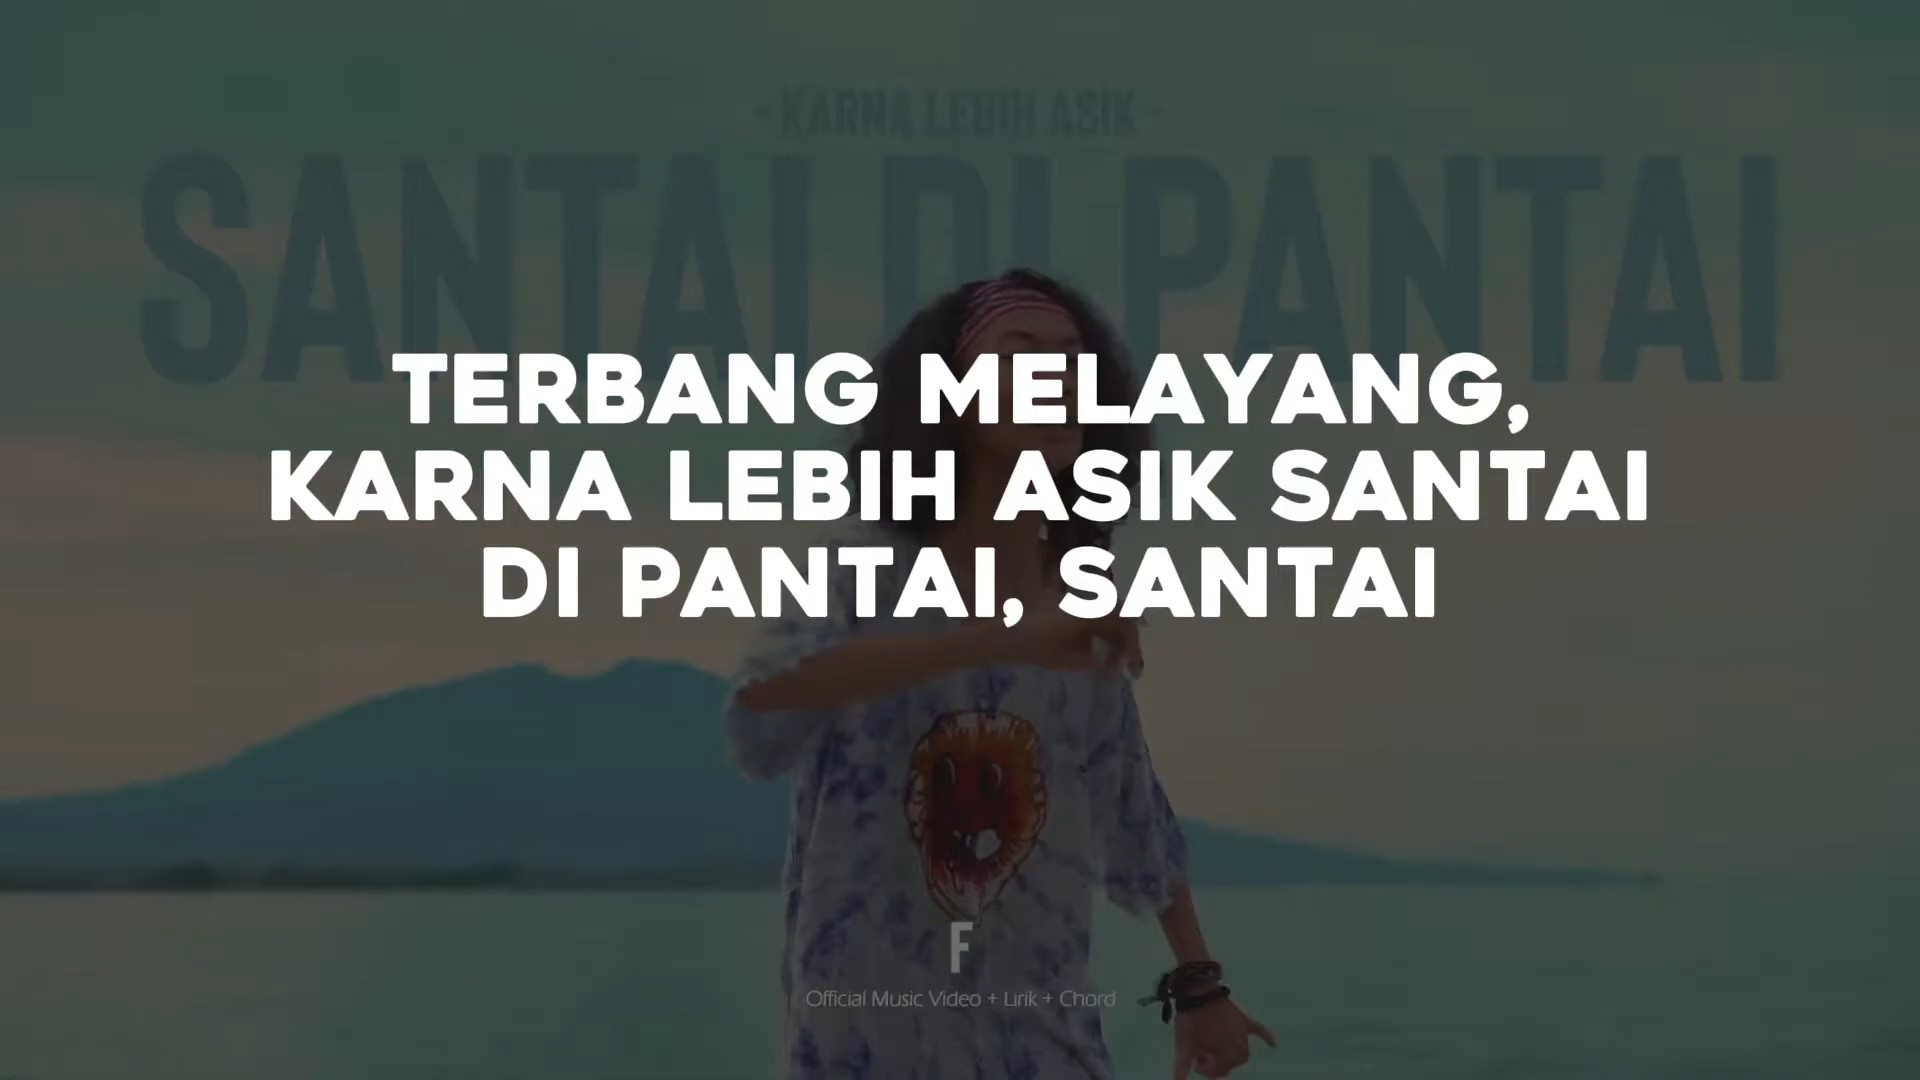 -KARNA LEBIH ASIK-
SANTAI DI PANTAI
TERBANG MELAYANG,
KARNA LEBIH ASIK SANTAI
DI PANTAI, SANTAI
F
Official Music Video + Lirik + Chord